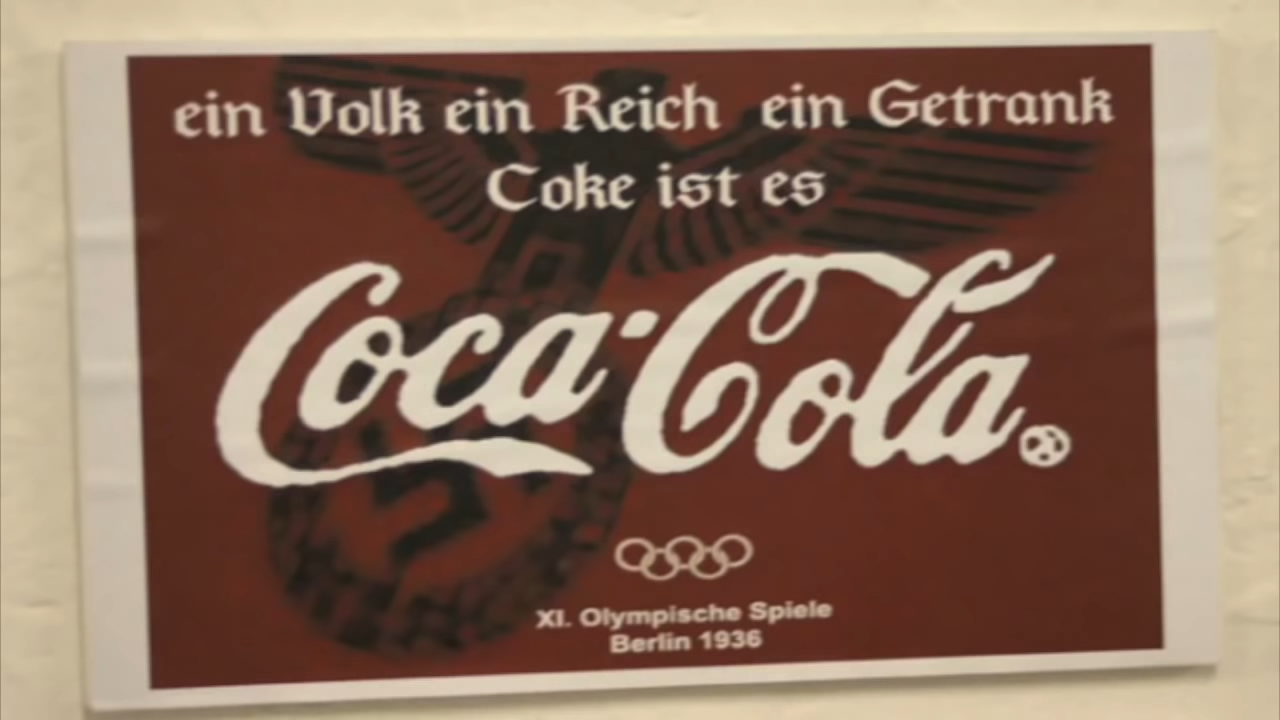 ein Volk ein Reich ein Getrank
Coke ist es
Coca-Cola
XI. Olympische Spiele
Berlin 1936